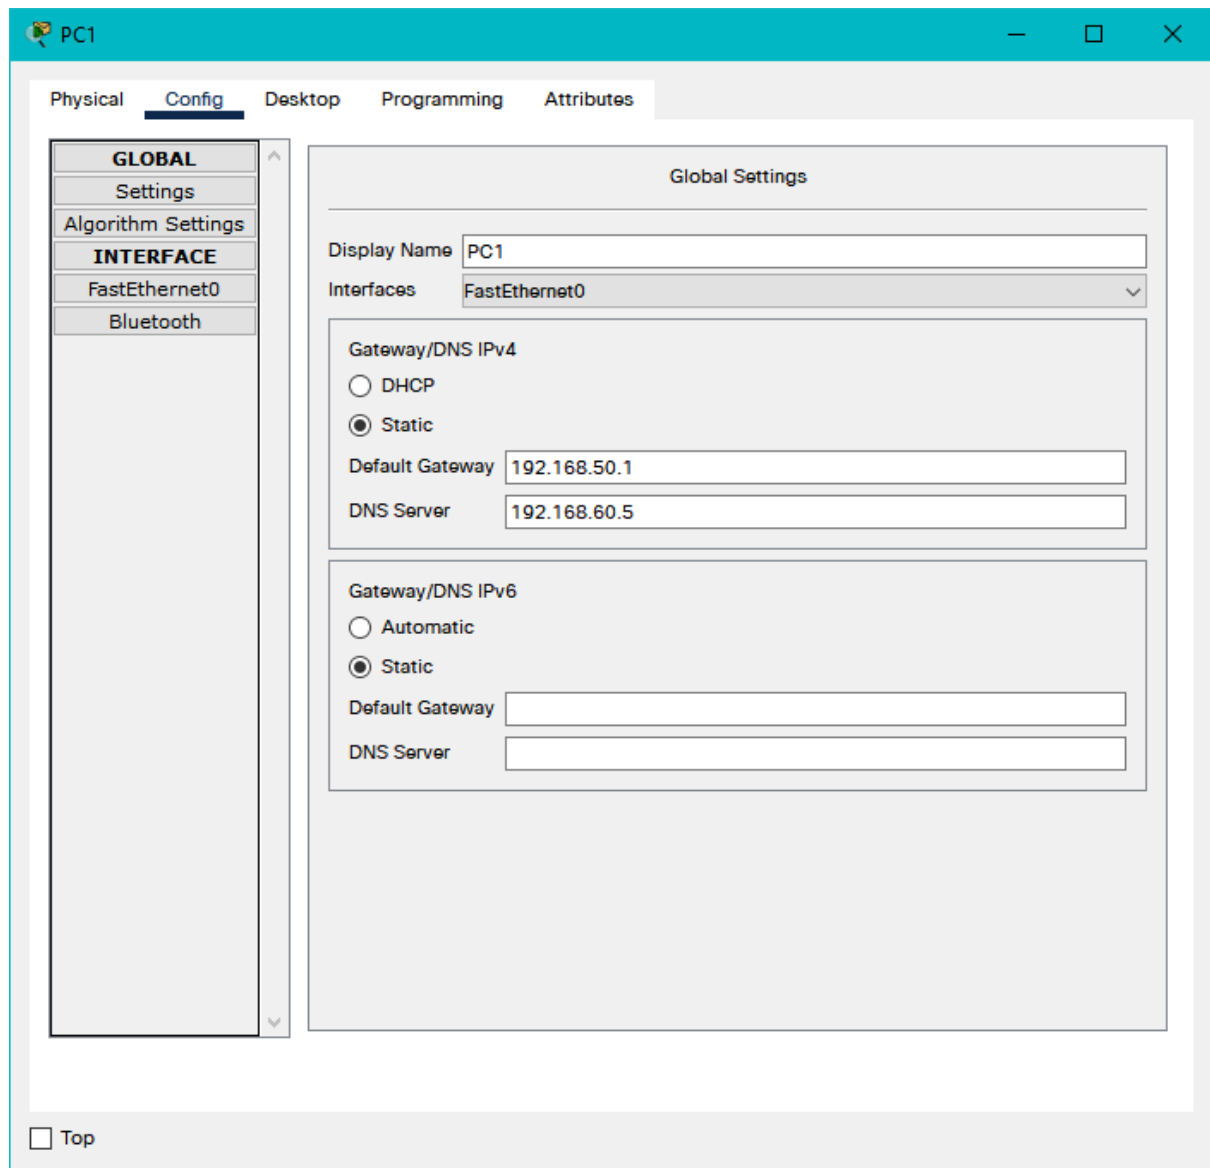 PC1
Physical Config Desktop Programming Attributes
GLOBAL
Settings
Algorithm Settings
INTERFACE
FastEthernet0
Bluetooth
Global Settings
Display Name PC1
Interfaces FastEthernet0
Gateway/DNS IPv4
DHCP
Static
Default Gateway 192.168.50.1
DNS Server 192.168.60.5
Gateway/DNS IPv6
Automatic
Static
Default Gateway
DNS Server
Top